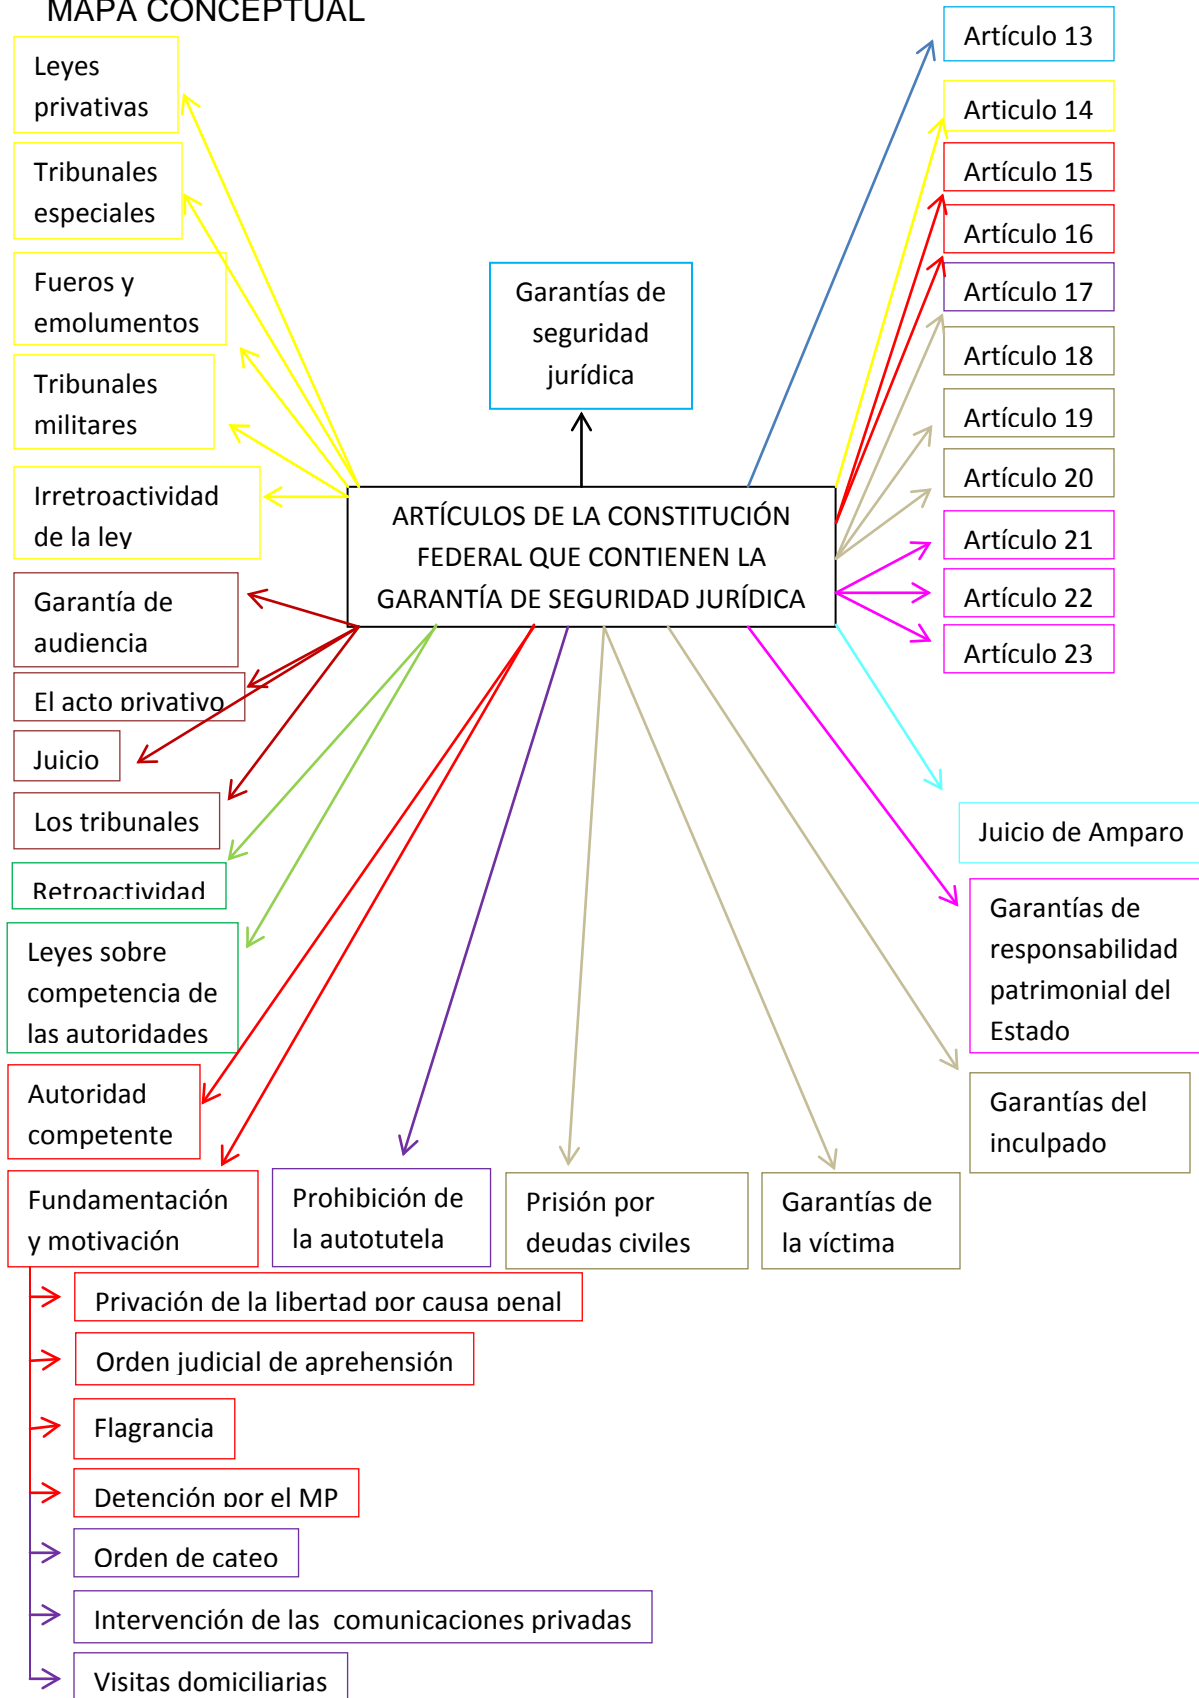 MAPA CONCEPTUAL
Leyes
privativas
Tribunales
especiales
Fueros y
emolumentos
Tribunales
militares
Irretroactividad
de la ley
Garantía de
audiencia
El acto privativo
Juicio
Los tribunales
Retroactividad
Leyes sobre
competencia de
las autoridades
Autoridad
competente
Fundamentación
y motivación
Privación de la libertad por causa penal
Orden judicial de aprehensión
Flagrancia
Detención por el MP
Orden de cateo
Intervención de las comunicaciones privadas
Visitas domiciliarias
Garantías de
seguridad
jurídica
ARTÍCULOS DE LA CONSTITUCIÓN
FEDERAL QUE CONTIENEN LA
GARANTÍA DE SEGURIDAD JURÍDICA
Prohibición de
la autotutela
Prisión por
deudas civiles
Garantías de
la víctima
Artículo 13
Articulo 14
Artículo 15
Artículo 16
Artículo 17
Artículo 18
Artículo 19
Artículo 20
Artículo 21
Artículo 22
Artículo 23
Juicio de Amparo
Garantías de
responsabilidad
patrimonial del
Estado
Garantías del
inculpado